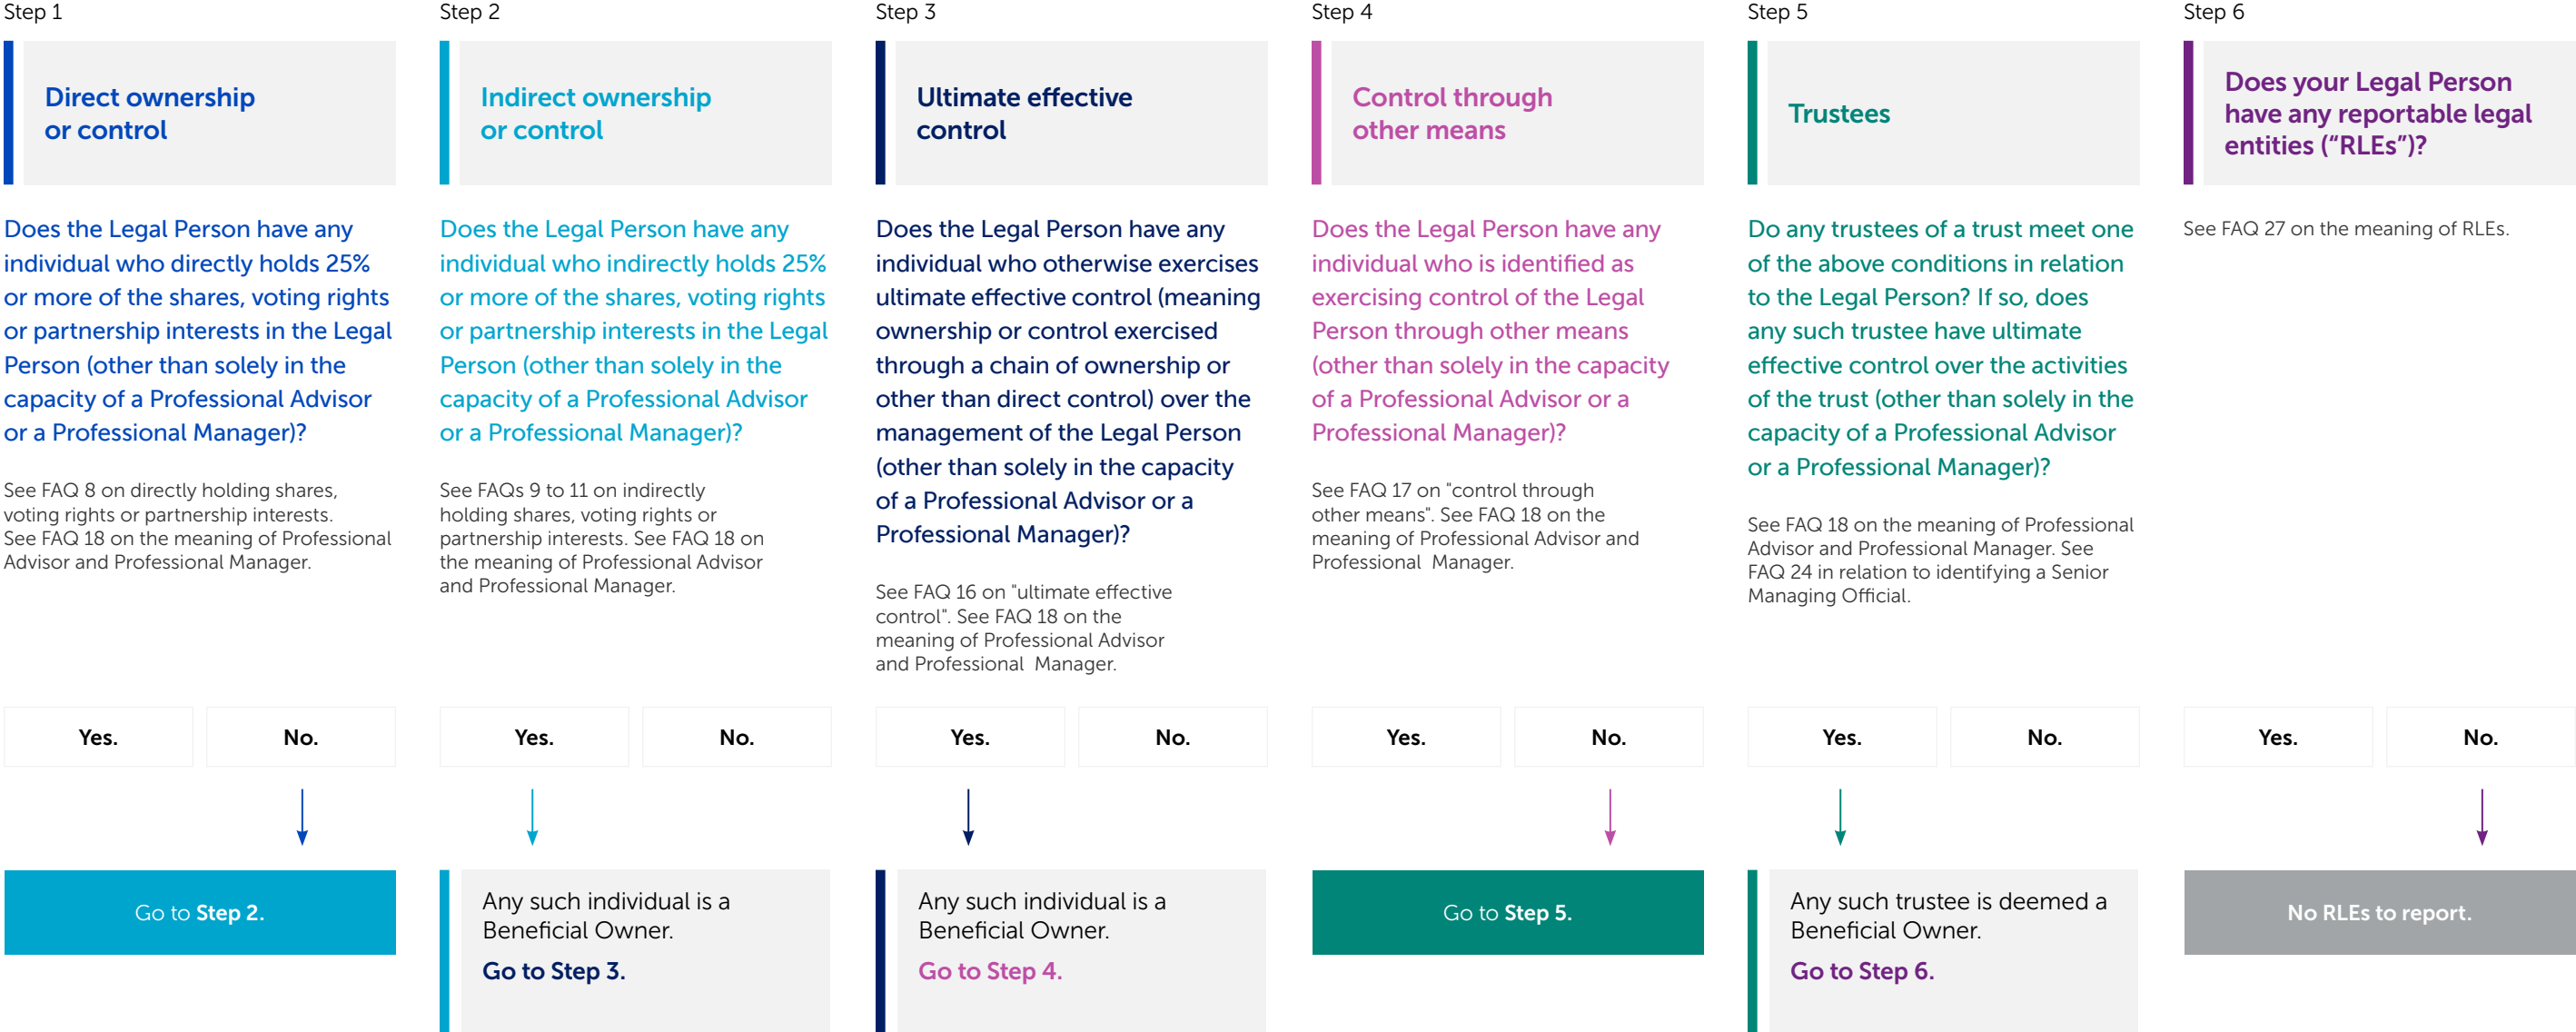 Step 1
Direct ownership
or control
Does the Legal Person have any
individual who directly holds 25%
or more of the shares, voting rights
or partnership interests in the Legal
Person (other than solely in the
capacity of a Professional Advisor
or a Professional Manager)?
See FAQ 8 on directly holding shares,
voting rights or partnership interests.
See FAQ 18 on the meaning of Professional
Advisor and Professional Manager.
Yes.
No.
Go to Step 2.
Step 2
Indirect ownership
or control
Does the Legal Person have any
individual who indirectly holds 25%
or more of the shares, voting rights
or partnership interests in the Legal
Person (other than solely in the
capacity of a Professional Advisor
or a Professional Manager)?
See FAQs 9 to 11 on indirectly
holding shares, voting rights or
partnership interests. See FAQ 18 on
the meaning of Professional Advisor
and Professional Manager.
Yes.
No.
Any such individual is a
Beneficial Owner.
Go to Step 3.
Step 3
Ultimate effective
control
Does the Legal Person have any
individual who otherwise exercises
ultimate effective control (meaning
ownership or control exercised
through a chain of ownership or
other than direct control) over the
management of the Legal Person
(other than solely in the capacity
of a Professional Advisor or a
Professional Manager)?
See FAQ 16 on "ultimate effective
control". See FAQ 18 on the
meaning of Professional Advisor
and Professional  Manager.
Yes.
No.
Any such individual is a
Beneficial Owner.
Go to Step 4.
Step 4
Control through
other means
Does the Legal Person have any
individual who is identified as
exercising control of the Legal
Person through other means
(other than solely in the capacity
of a Professional Advisor or a
Professional Manager)?
See FAQ 17 on "control through
other means". See FAQ 18 on the
meaning of Professional Advisor and
Professional  Manager.
Yes.
No.
Go to Step 5.
Step 5
Trustees
Do any trustees of a trust meet one
of the above conditions in relation
to the Legal Person? If so, does
any such trustee have ultimate
effective control over the activities
of the trust (other than solely in the
capacity of a Professional Advisor
or a Professional Manager)?
See FAQ 18 on the meaning of Professional
Advisor and Professional Manager. See
FAQ 24 in relation to identifying a Senior
Managing Official.
Yes.
No.
Any such trustee is deemed a
Beneficial Owner.
Go to Step 6.
Step 6
Does your Legal Person
have any reportable legal
entities (“RLEs”)?
See FAQ 27 on the meaning of RLEs.
Yes.
No.
No RLEs to report.